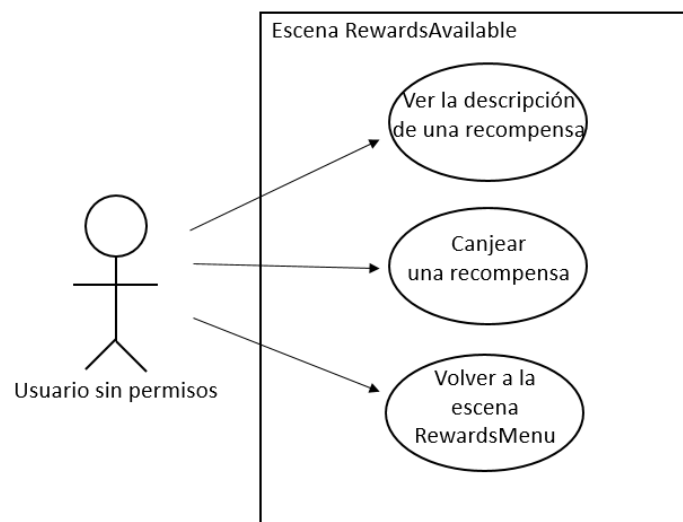 Escena RewardsAvailable
Ver la descripción
de una recompensa
Canjear
una recompensa
Usuario sin permisos
Volver a la
escena
RewardsMenu